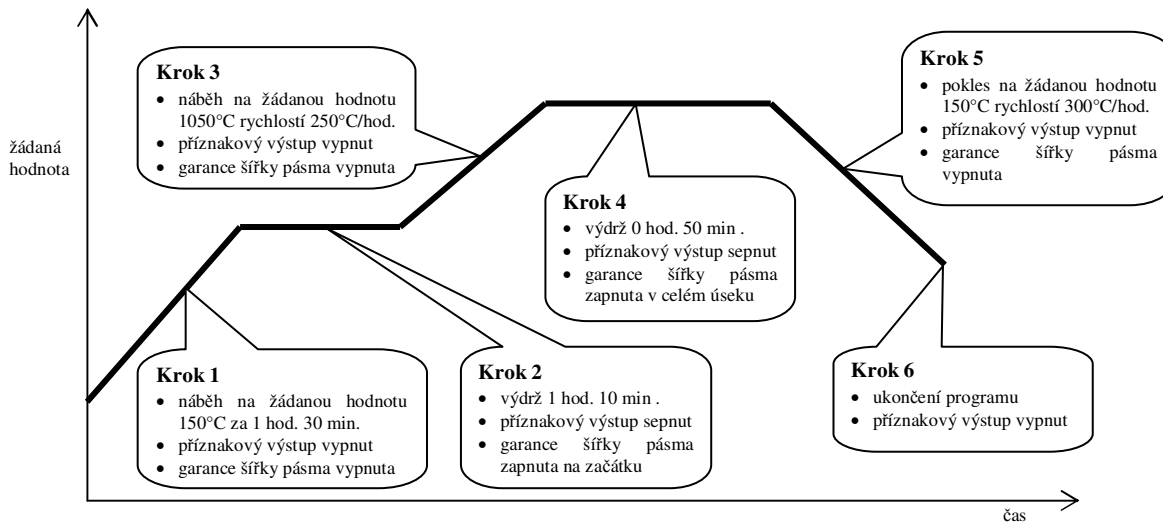 žádaná
hodnota
Krok 3
• náběh na žádanou hodnotu
1050°C rychlostí 250°C/hod.
• příznakový výstup vypnut
• garance šířky pásma vypnuta
Krok 5
• pokles na žádanou hodnotu
150°C rychlostí 300°C/hod.
• příznakový výstup vypnut
• garance šířky pásma
vypnuta
Krok 4
• výdrž 0 hod. 50 min .
• příznakový výstup sepnut
• garance šířky pásma
zapnuta v celém úseku
Krok 1
• náběh na žádanou hodnotu
150°C za 1 hod. 30 min.
• příznakový výstup vypnut
• garance šířky pásma vypnuta
Krok 2
• výdrž 1 hod. 10 min .
• příznakový výstup sepnut
• garance šířky pásma
zapnuta na začátku
Krok 6
• ukončení programu
• příznakový výstup vypnut
čas